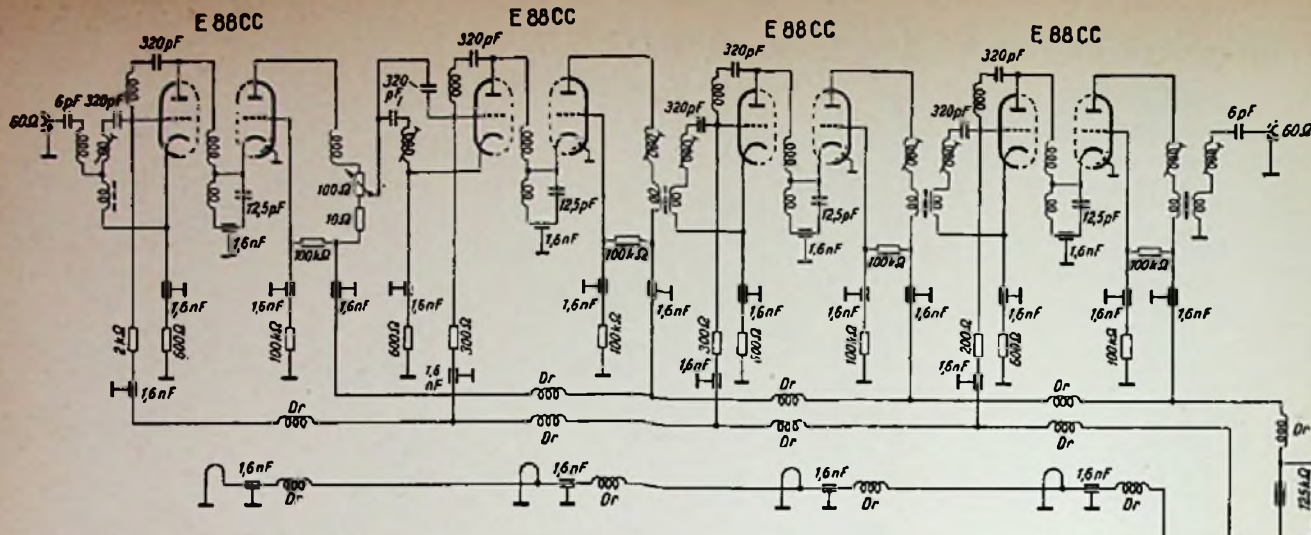 E 88CC
E 88CC
E 88CC
E 88CC
320pF
320pF
320pF
320pF
60Ω
6pF
320pF
320
pF
320pF
320pF
6pF
60Ω
100Ω
10Ω
12,5pF
12,5pF
12,5pF
12,5pF
1,6nF
1,6nF
1,6nF
1,6nF
100kΩ
100kΩ
100kΩ
100kΩ
1,6nF
1,6nF
1,6nF
1,6nF
1,6nF
1,6nF
1,6nF
1,6nF
1,6nF
1,6nF
1,6nF
1,6nF
2kΩ
600Ω
100kΩ
600Ω
300Ω
100kΩ
300Ω
600Ω
100kΩ
200Ω
600Ω
100kΩ
1,6nF
1,6
nF
1,6nF
1,6nF
Dr
Dr
Dr
Dr
Dr
Dr
Dr
1,6nF
Dr
1,6nF
Dr
1,6nF
Dr
1,6nF
Dr